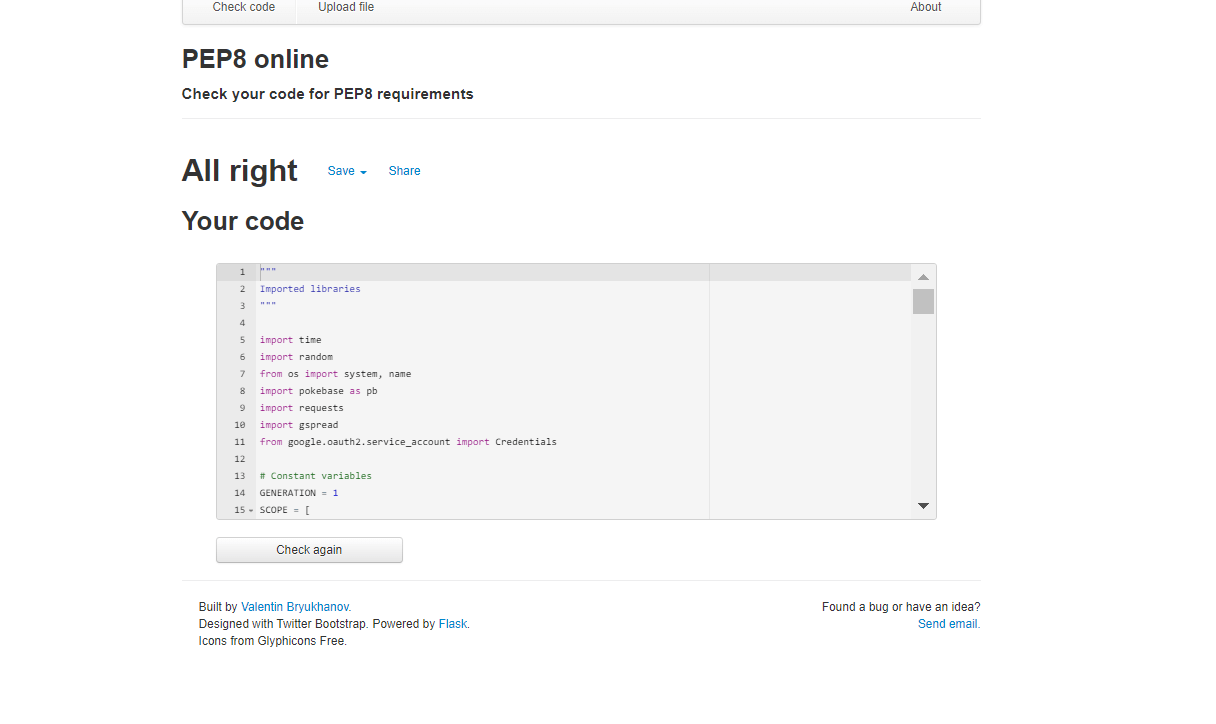 Check code Upload file About
PEP8 online
Check your code for PEP8 requirements
All right Save Share
Your code
1 """
2 Imported libraries
3 """
4
5 import time
6 import random
7 from os import system, name
8 import pokebase as pb
9 import requests
10 import gspread
11 from google.oauth2.service_account import Credentials
12
13 # Constant variables
14 GENERATION = 1
15 SCOPE = [
Check again
Built by Valentin Bryukhanov. Found a bug or have an idea?
Designed with Twitter Bootstrap. Powered by Flask. Send email.
Icons from Glyphicons Free.